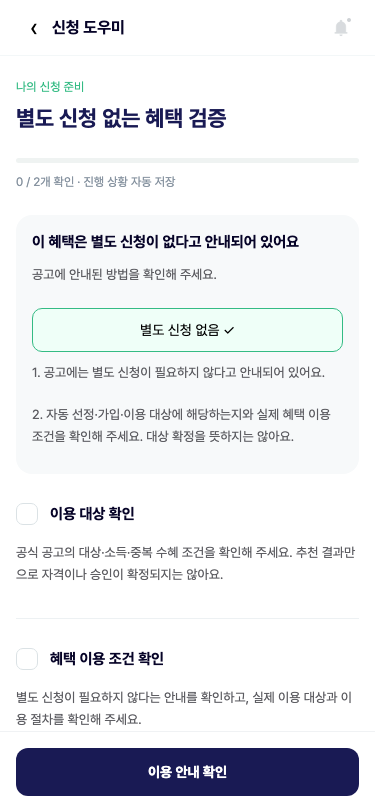 신청 도우미
나의 신청 준비
별도 신청 없는 혜택 검증
0 / 2개 확인 · 진행 상황 자동 저장
이 혜택은 별도 신청이 없다고 안내되어 있어요
공고에 안내된 방법을 확인해 주세요.
별도 신청 없음 ✓
1. 공고에는 별도 신청이 필요하지 않다고 안내되어 있어요.
2. 자동 선정·가입·이용 대상에 해당하는지와 실제 혜택 이용
조건을 확인해 주세요. 대상 확정을 뜻하지는 않아요.
이용 대상 확인
공식 공고의 대상·소득·중복 수혜 조건을 확인해 주세요. 추천 결과만
으로 자격이나 승인이 확정되지는 않아요.
혜택 이용 조건 확인
별도 신청이 필요하지 않다는 안내를 확인하고, 실제 이용 대상과 이
용 절차를 확인해 주세요.
이용 안내 확인